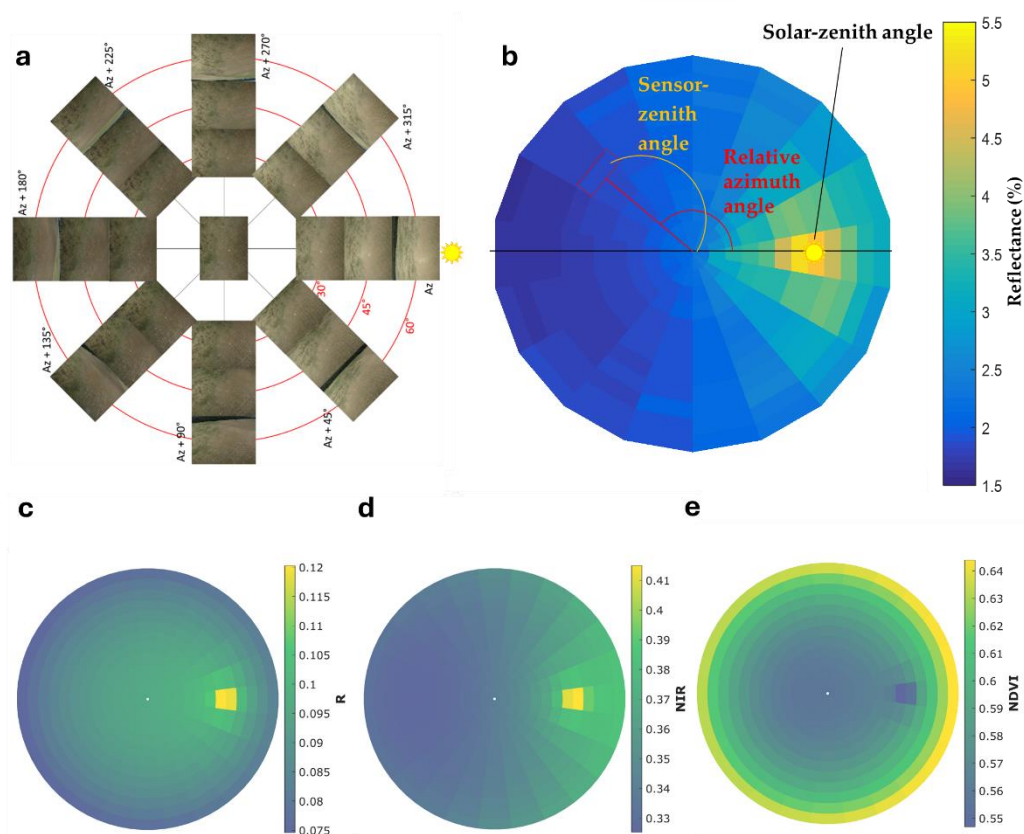 a
Az + 225°
Az + 270°
Az + 315°
Az + 180°
Az
30°
45°
60°
Az + 135°
Az + 90°
Az + 45°
b
Solar-zenith angle
Sensor-
zenith
angle
Relative
azimuth
angle
5.5
5
4.5
4
3.5
3
2.5
2
1.5
Reflectance (%)
c
0.12
0.115
0.11
0.105
0.1
0.095
0.09
0.085
0.08
0.075
R
d
0.41
0.4
0.39
0.38
0.37
0.36
0.35
0.34
0.33
NIR
e
0.64
0.63
0.62
0.61
0.6
0.59
0.58
0.57
0.56
0.55
NDVI